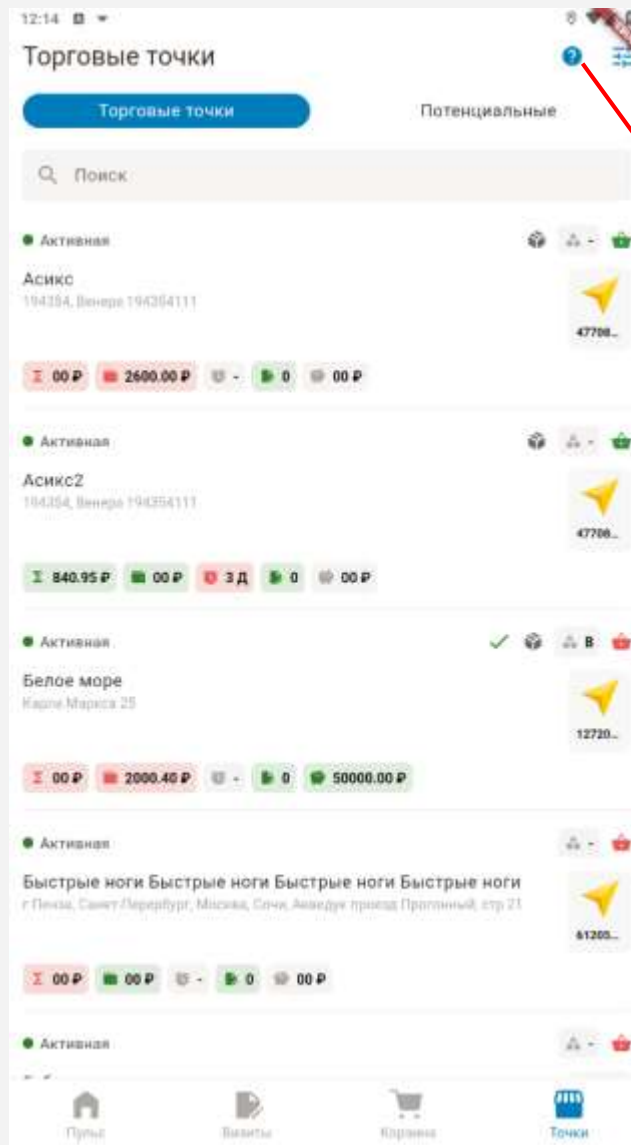 12:14
Торговые точки
Торговые точки Потенциальные
Поиск
Активная -
Асикс
194354, Венера 194354111
47708...
Σ 00 ₽ 2600.00 ₽ - 0 00 ₽
Активная -
Асикс2
194354, Венера 194354111
47708...
Σ 840.95 ₽ 00 ₽ 3 Д 0 00 ₽
Активная B
Белое море
Карла Маркса 25
12720...
Σ 00 ₽ 2000.40 ₽ - 0 50000.00 ₽
Активная -
Быстрые ноги Быстрые ноги Быстрые ноги Быстрые ноги
г Пенза, Санкт-Перербург, Москва, Сочи, Акведук проезд Прогонный, стр 21
61205...
Σ 00 ₽ 00 ₽ - 0 00 ₽
Активная -
Пульс Визиты Корзина Точки